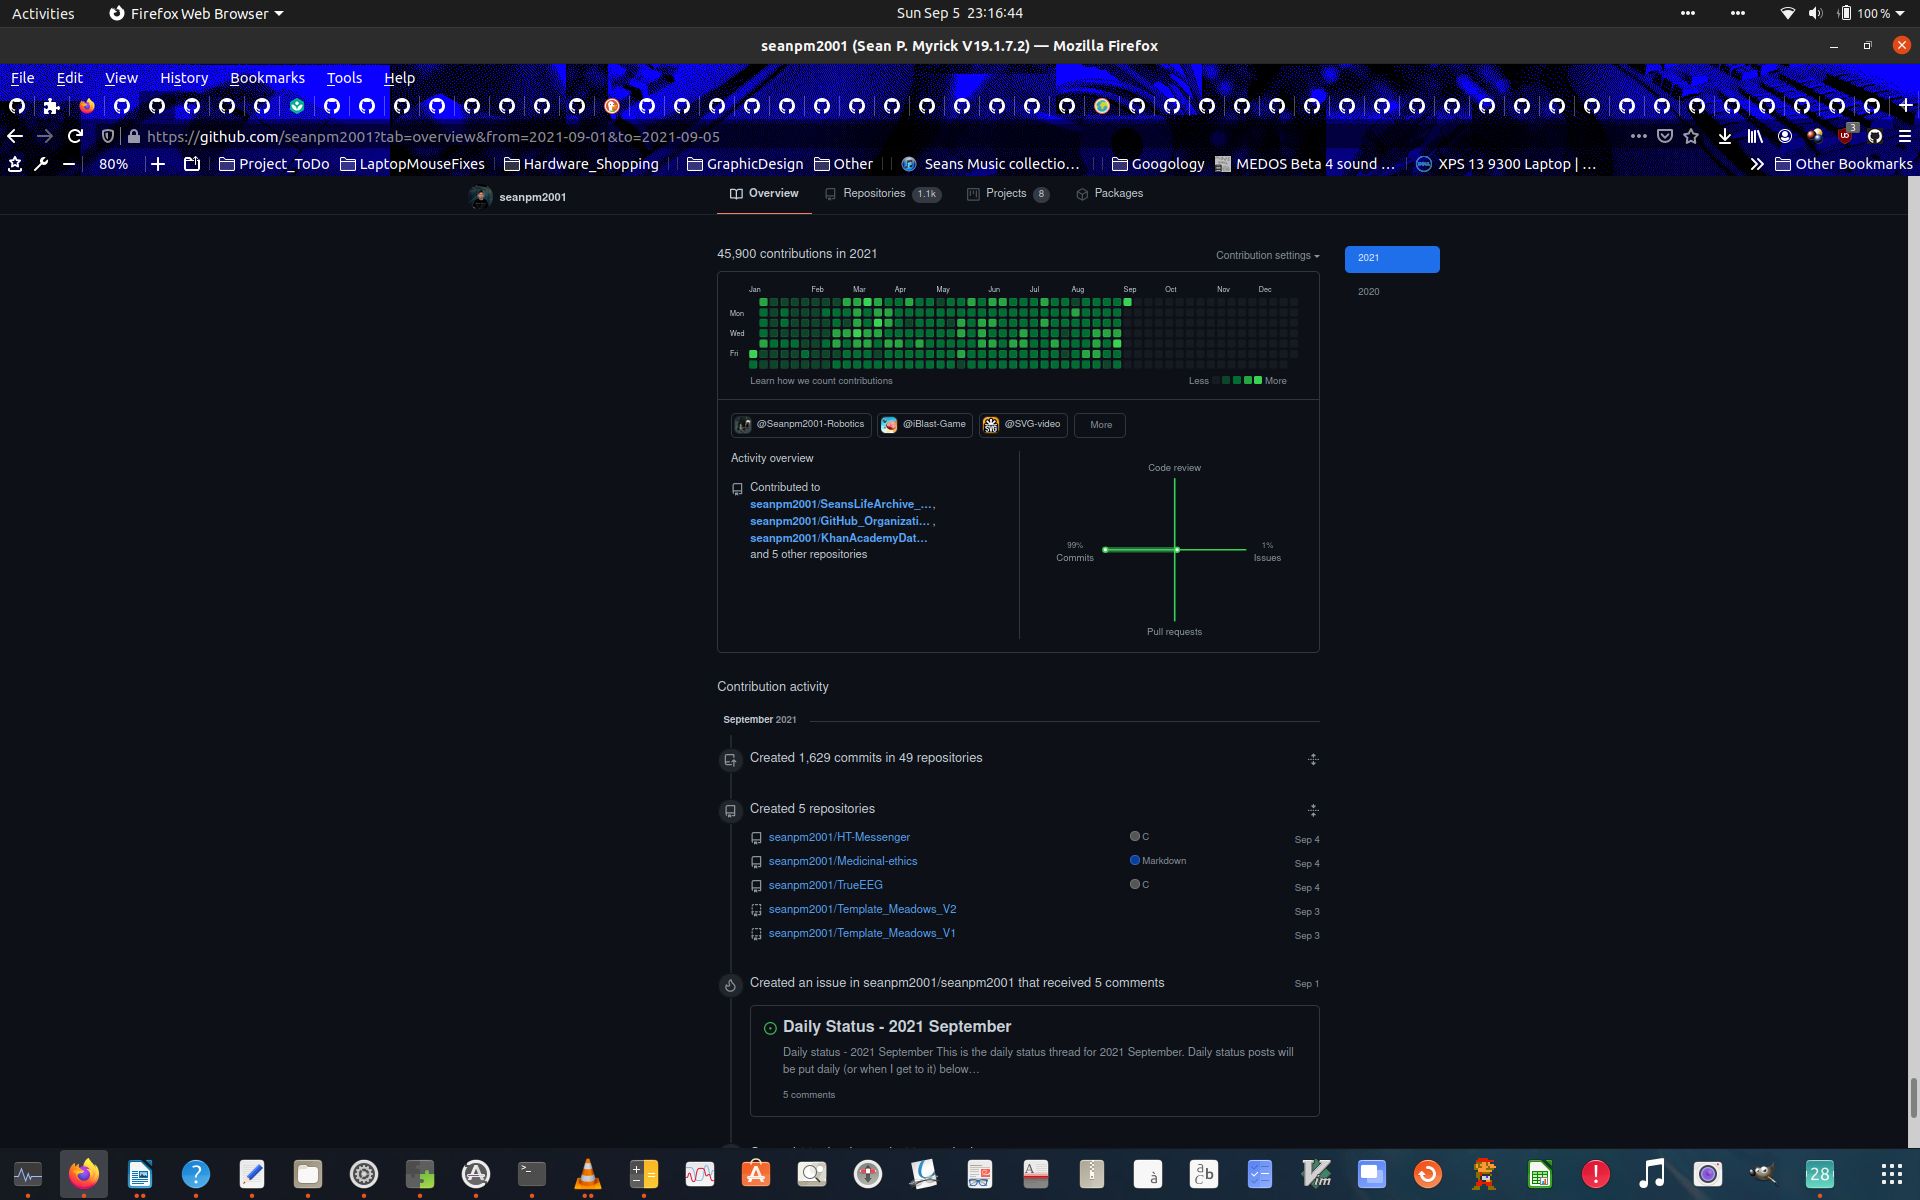 Activities
Firefox Web Browser
Sun Sep 5 23:16:44
100 %
seanpm2001 (Sean P. Myrick V19.1.7.2) — Mozilla Firefox
File Edit View History Bookmarks Tools Help
https://github.com/seanpm2001?tab=overview&from=2021-09-01&to=2021-09-05
3
80%
Project_ToDo
LaptopMouseFixes
Hardware_Shopping
GraphicDesign
Other
Seans Music collectio…
Googology
MEDOS Beta 4 sound …
XPS 13 9300 Laptop | …
Other Bookmarks
seanpm2001
Overview
Repositories 1.1k
Projects 8
Packages
45,900 contributions in 2021
Contribution settings
2021
2020
Jan Feb Mar Apr May Jun Jul Aug Sep Oct Nov Dec
Mon
Wed
Fri
Learn how we count contributions
Less More
@Seanpm2001-Robotics
@iBlast-Game
@SVG-video
More
Activity overview
Contributed to
seanpm2001/SeansLifeArchive_…,
seanpm2001/GitHub_Organizati… ,
seanpm2001/KhanAcademyDat…
and 5 other repositories
Code review
99%
Commits
1%
Issues
Pull requests
Contribution activity
September 2021
Created 1,629 commits in 49 repositories
Created 5 repositories
seanpm2001/HT-Messenger C Sep 4
seanpm2001/Medicinal-ethics Markdown Sep 4
seanpm2001/TrueEEG C Sep 4
seanpm2001/Template_Meadows_V2 Sep 3
seanpm2001/Template_Meadows_V1 Sep 3
Created an issue in seanpm2001/seanpm2001 that received 5 comments Sep 1
Daily Status - 2021 September
Daily status - 2021 September This is the daily status thread for 2021 September. Daily status posts will
be put daily (or when I get to it) below…
5 comments
28